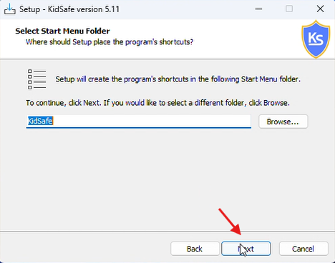 Setup - KidSafe version 5.11
Select Start Menu Folder
Where should Setup place the program's shortcuts?
KS
Setup will create the program's shortcuts in the following Start Menu folder.
To continue, click Next. If you would like to select a different folder, click Browse.
KidSafe
Browse...
Back
Next
Cancel